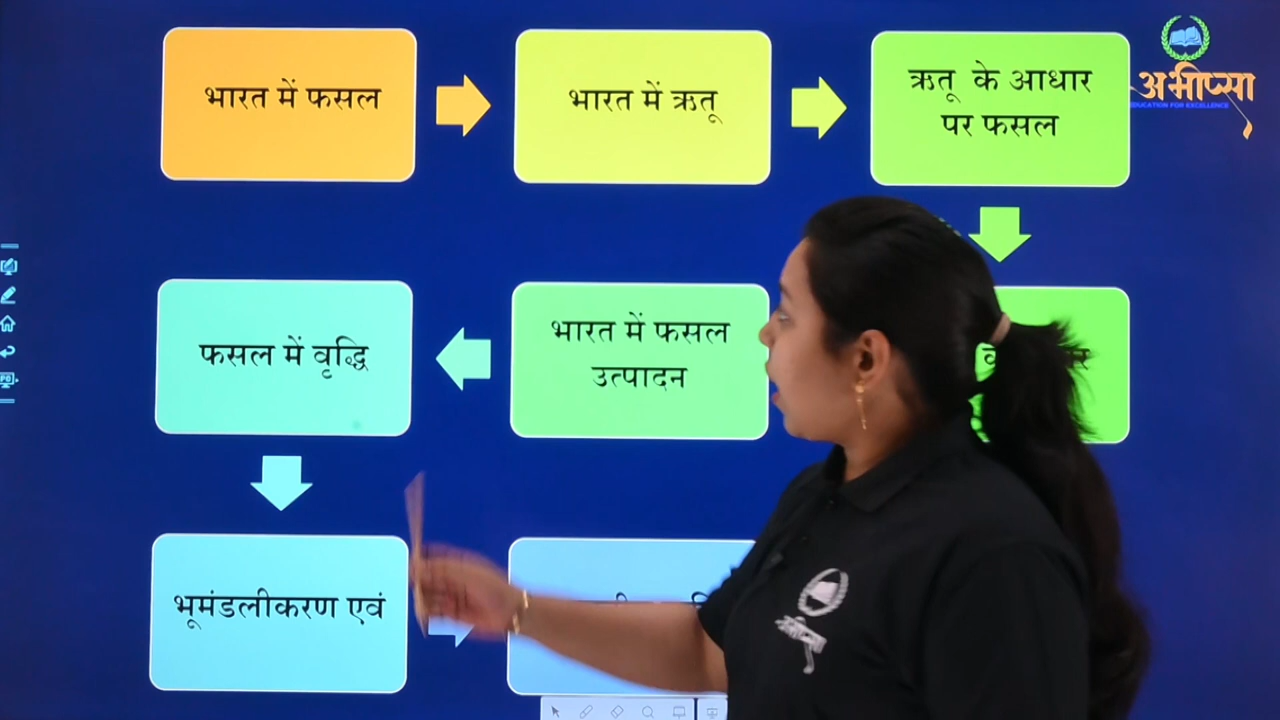 भारत में फसल
भारत में ऋतू
ऋतू के आधार
पर फसल
अभीप्सा
EDUCATION FOR EXCELLENCE
फसल में वृद्धि
भारत में फसल
उत्पादन
भूमंडलीकरण एवं